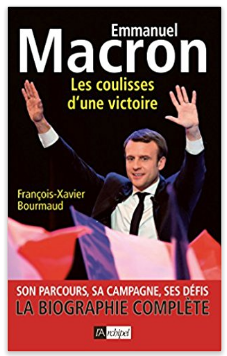 Emmanuel
Macron
Les coulisses
d'une victoire
François-Xavier
Bourmaud
SON PARCOURS, SA CAMPAGNE, SES DÉFIS
LA BIOGRAPHIE COMPLÈTE
l'Archipel